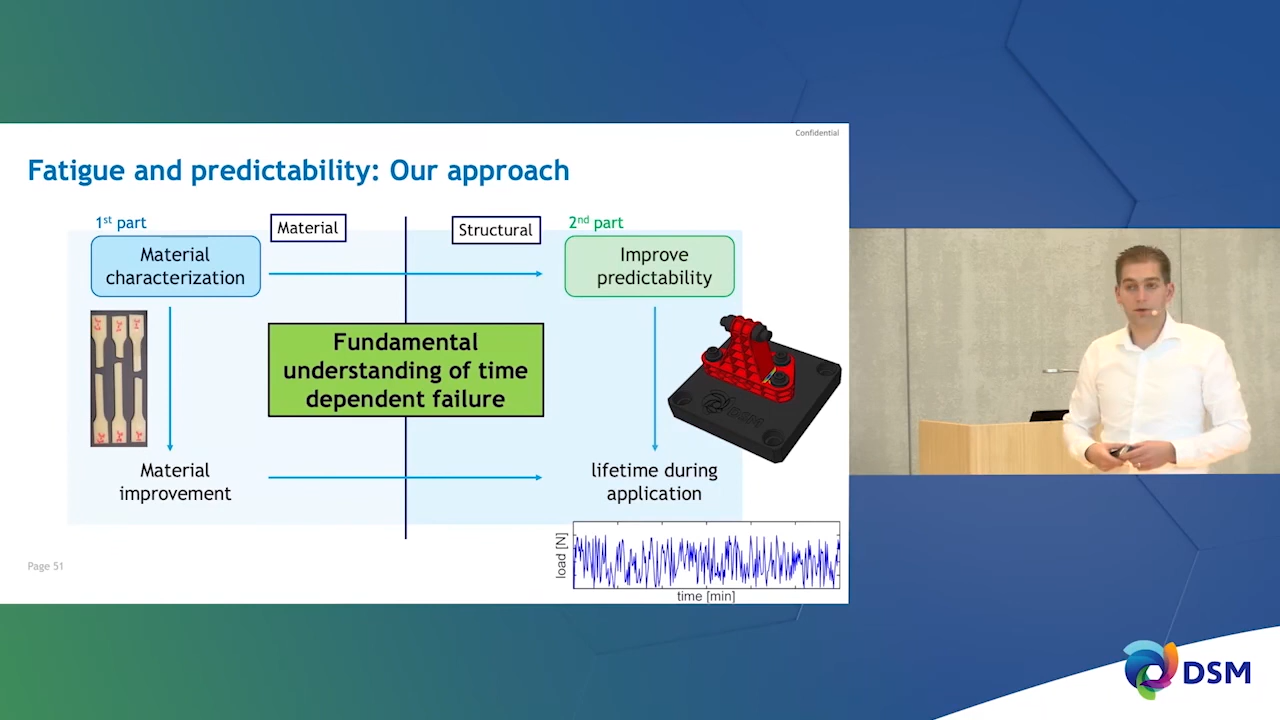 Confidential
Fatigue and predictability: Our approach
1st part
Material
Structural
2nd part
Material
characterization
Improve
predictability
Fundamental
understanding of time
dependent failure
DSM
Material
improvement
lifetime during
application
load [N]
time [min]
Page 51
DSM